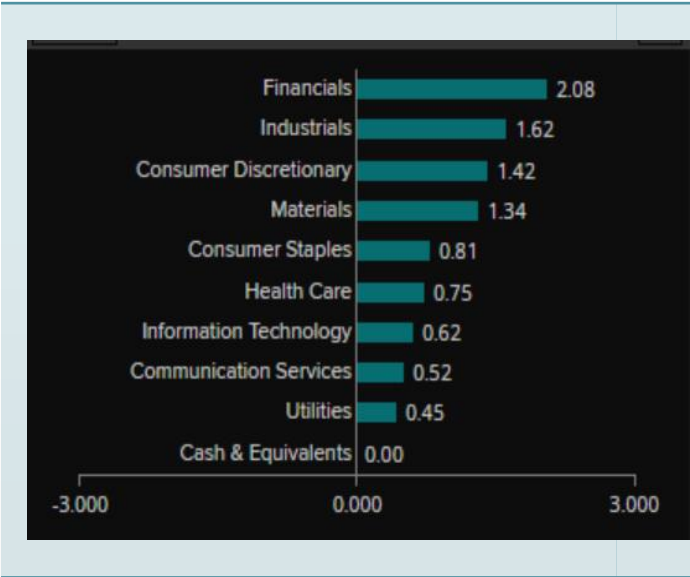 Financials 2.08
Industrials 1.62
Consumer Discretionary 1.42
Materials 1.34
Consumer Staples 0.81
Health Care 0.75
Information Technology 0.62
Communication Services 0.52
Utilities 0.45
Cash & Equivalents 0.00
-3.000 0.000 3.000